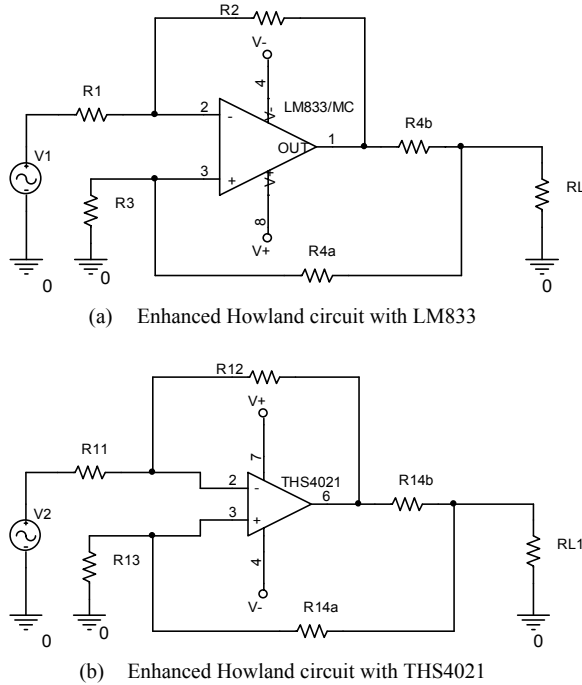 R2
V-
4
R1
2
-
V-
LM833/MC
V1
OUT
1
R4b
3
+
V+
R3
8
V+
R4a
RL
0
0
0
(a) Enhanced Howland circuit with LM833
R12
V+
7
R11
2
-
THS4021
6
R14b
V2
3
+
R13
4
V-
R14a
RL1
0
0
0
(b) Enhanced Howland circuit with THS4021